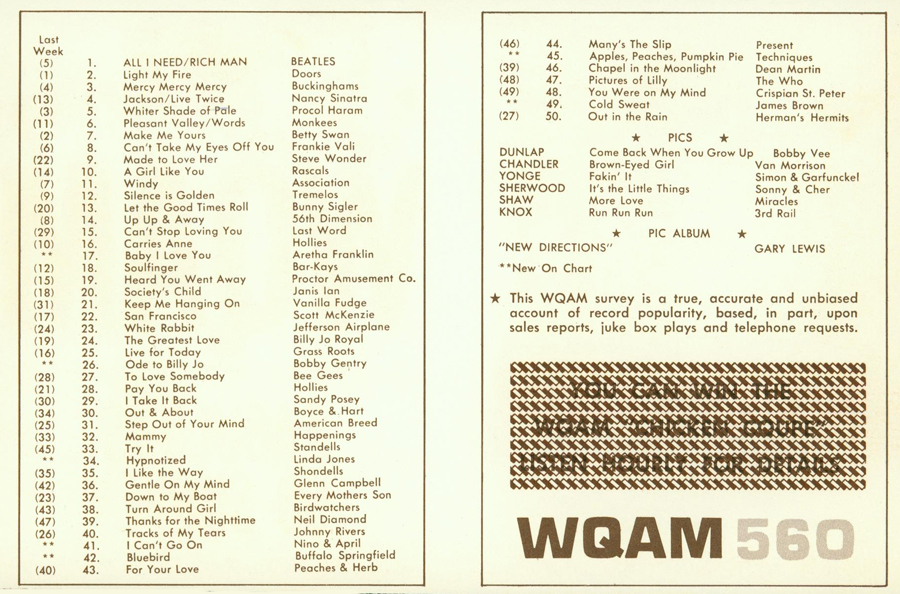 Last
Week
(5) 1. ALL I NEED/RICH MAN BEATLES
(1) 2. Light My Fire Doors
(4) 3. Mercy Mercy Mercy Buckinghams
(13) 4. Jackson/Live Twice Nancy Sinatra
(3) 5. Whiter Shade of Pale Procol Haram
(11) 6. Pleasant Valley/Words Monkees
(2) 7. Make Me Yours Betty Swan
(6) 8. Can't Take My Eyes Off You Frankie Vali
(22) 9. Made to Love Her Steve Wonder
(14) 10. A Girl Like You Rascals
(7) 11. Windy Association
(9) 12. Silence is Golden Tremelos
(20) 13. Let the Good Times Roll Bunny Sigler
(8) 14. Up Up & Away 56th Dimension
(29) 15. Can't Stop Loving You Last Word
(10) 16. Carries Anne Hollies
** 17. Baby I Love You Aretha Franklin
(12) 18. Soulfinger Bar-Kays
(15) 19. Heard You Went Away Proctor Amusement Co.
(18) 20. Society's Child Janis Ian
(31) 21. Keep Me Hanging On Vanilla Fudge
(17) 22. San Francisco Scott McKenzie
(24) 23. White Rabbit Jefferson Airplane
(19) 24. The Greatest Love Billy Jo Royal
(16) 25. Live for Today Grass Roots
** 26. Ode to Billy Jo Bobby Gentry
(28) 27. To Love Somebody Bee Gees
(21) 28. Pay You Back Hollies
(30) 29. I Take It Back Sandy Posey
(34) 30. Out & About Boyce & Hart
(25) 31. Step Out of Your Mind American Breed
(33) 32. Mammy Happenings
(45) 33. Try It Standells
** 34. Hypnotized Linda Jones
(35) 35. I Like the Way Shondells
(42) 36. Gentle On My Mind Glenn Campbell
(23) 37. Down to My Boat Every Mothers Son
(43) 38. Turn Around Girl Birdwatchers
(47) 39. Thanks for the Nighttime Neil Diamond
(26) 40. Tracks of My Tears Johnny Rivers
** 41. I Can't Go On Nino & April
** 42. Bluebird Buffalo Springfield
(40) 43. For Your Love Peaches & Herb
(46) 44. Many's The Slip Present
** 45. Apples, Peaches, Pumpkin Pie Techniques
(39) 46. Chapel in the Moonlight Dean Martin
(48) 47. Pictures of Lilly The Who
(49) 48. You Were on My Mind Crispian St. Peter
** 49. Cold Sweat James Brown
(27) 50. Out in the Rain Herman's Hermits
★ PICS ★
DUNLAP Come Back When You Grow Up Bobby Vee
CHANDLER Brown-Eyed Girl Van Morrison
YONGE Fakin' It Simon & Garfunckel
SHERWOOD It's the Little Things Sonny & Cher
SHAW More Love Miracles
KNOX Run Run Run 3rd Rail
★ PIC ALBUM ★
"NEW DIRECTIONS" GARY LEWIS
**New On Chart
★ This WQAM survey is a true, accurate and unbiased
account of record popularity, based, in part, upon
sales reports, juke box plays and telephone requests.
YOU CAN WIN THE
WQAM "CHICKEN COUPE"
LISTEN HOURLY FOR DETAILS
WQAM 560